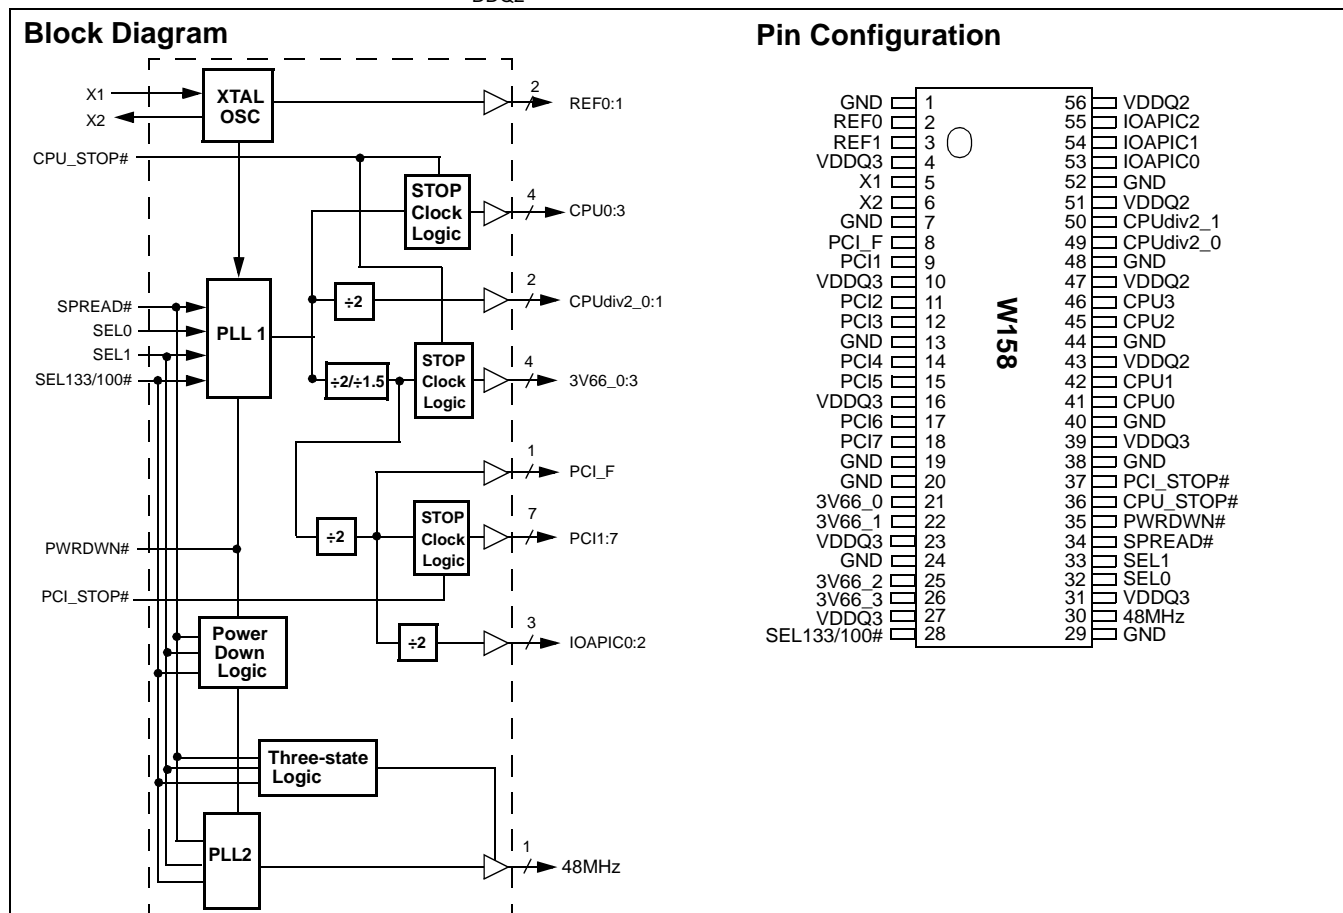 DDQ2
Block Diagram
X1
X2
XTAL
OSC
2
REF0:1
CPU_STOP#
STOP
Clock
Logic
4
CPU0:3
÷2
2
CPUdiv2_0:1
SPREAD#
SEL0
SEL1
SEL133/100#
PLL 1
÷2/÷1.5
STOP
Clock
Logic
4
3V66_0:3
1
PCI_F
÷2
STOP
Clock
Logic
7
PCI1:7
PWRDWN#
PCI_STOP#
÷2
3
IOAPIC0:2
Power
Down
Logic
Three-state
Logic
PLL2
1
48MHz
Pin Configuration
W158
GND 1
REF0 2
REF1 3
VDDQ3 4
X1 5
X2 6
GND 7
PCI_F 8
PCI1 9
VDDQ3 10
PCI2 11
PCI3 12
GND 13
PCI4 14
PCI5 15
VDDQ3 16
PCI6 17
PCI7 18
GND 19
GND 20
3V66_0 21
3V66_1 22
VDDQ3 23
GND 24
3V66_2 25
3V66_3 26
VDDQ3 27
SEL133/100# 28
56 VDDQ2
55 IOAPIC2
54 IOAPIC1
53 IOAPIC0
52 GND
51 VDDQ2
50 CPUdiv2_1
49 CPUdiv2_0
48 GND
47 VDDQ2
46 CPU3
45 CPU2
44 GND
43 VDDQ2
42 CPU1
41 CPU0
40 GND
39 VDDQ3
38 GND
37 PCI_STOP#
36 CPU_STOP#
35 PWRDWN#
34 SPREAD#
33 SEL1
32 SEL0
31 VDDQ3
30 48MHz
29 GND